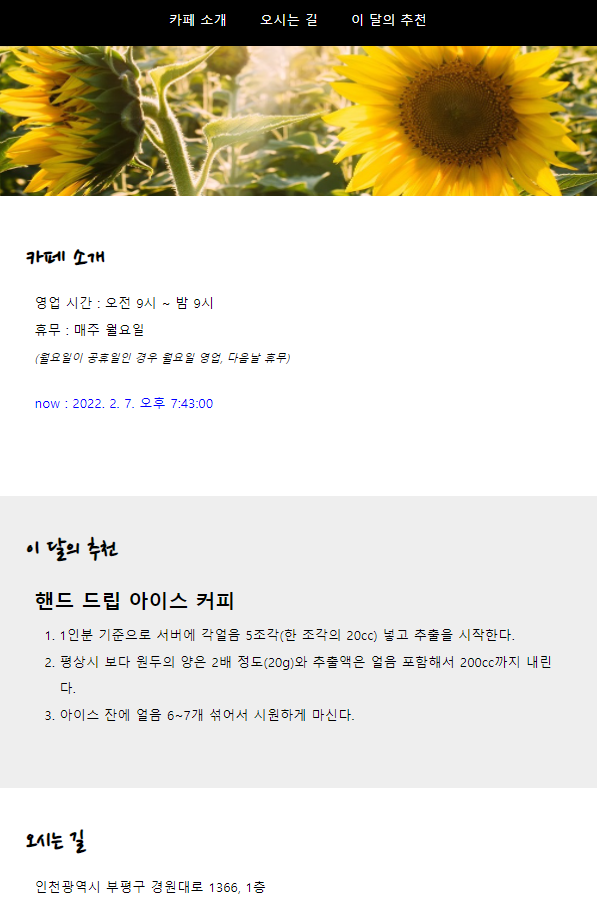 카페 소개 오시는 길 이 달의 추천
카페 소개
영업 시간 : 오전 9시 ~ 밤 9시
휴무 : 매주 월요일
(월요일이 공휴일인 경우 월요일 영업, 다음날 휴무)
now : 2022. 2. 7. 오후 7:43:00
이 달의 추천
핸드 드립 아이스 커피
1. 1인분 기준으로 서버에 각얼음 5조각(한 조각의 20cc) 넣고 추출을 시작한다.
2. 평상시 보다 원두의 양은 2배 정도(20g)와 추출액은 얼음 포함해서 200cc까지 내린
다.
3. 아이스 잔에 얼음 6~7개 섞어서 시원하게 마신다.
오시는 길
인천광역시 부평구 경원대로 1366, 1층